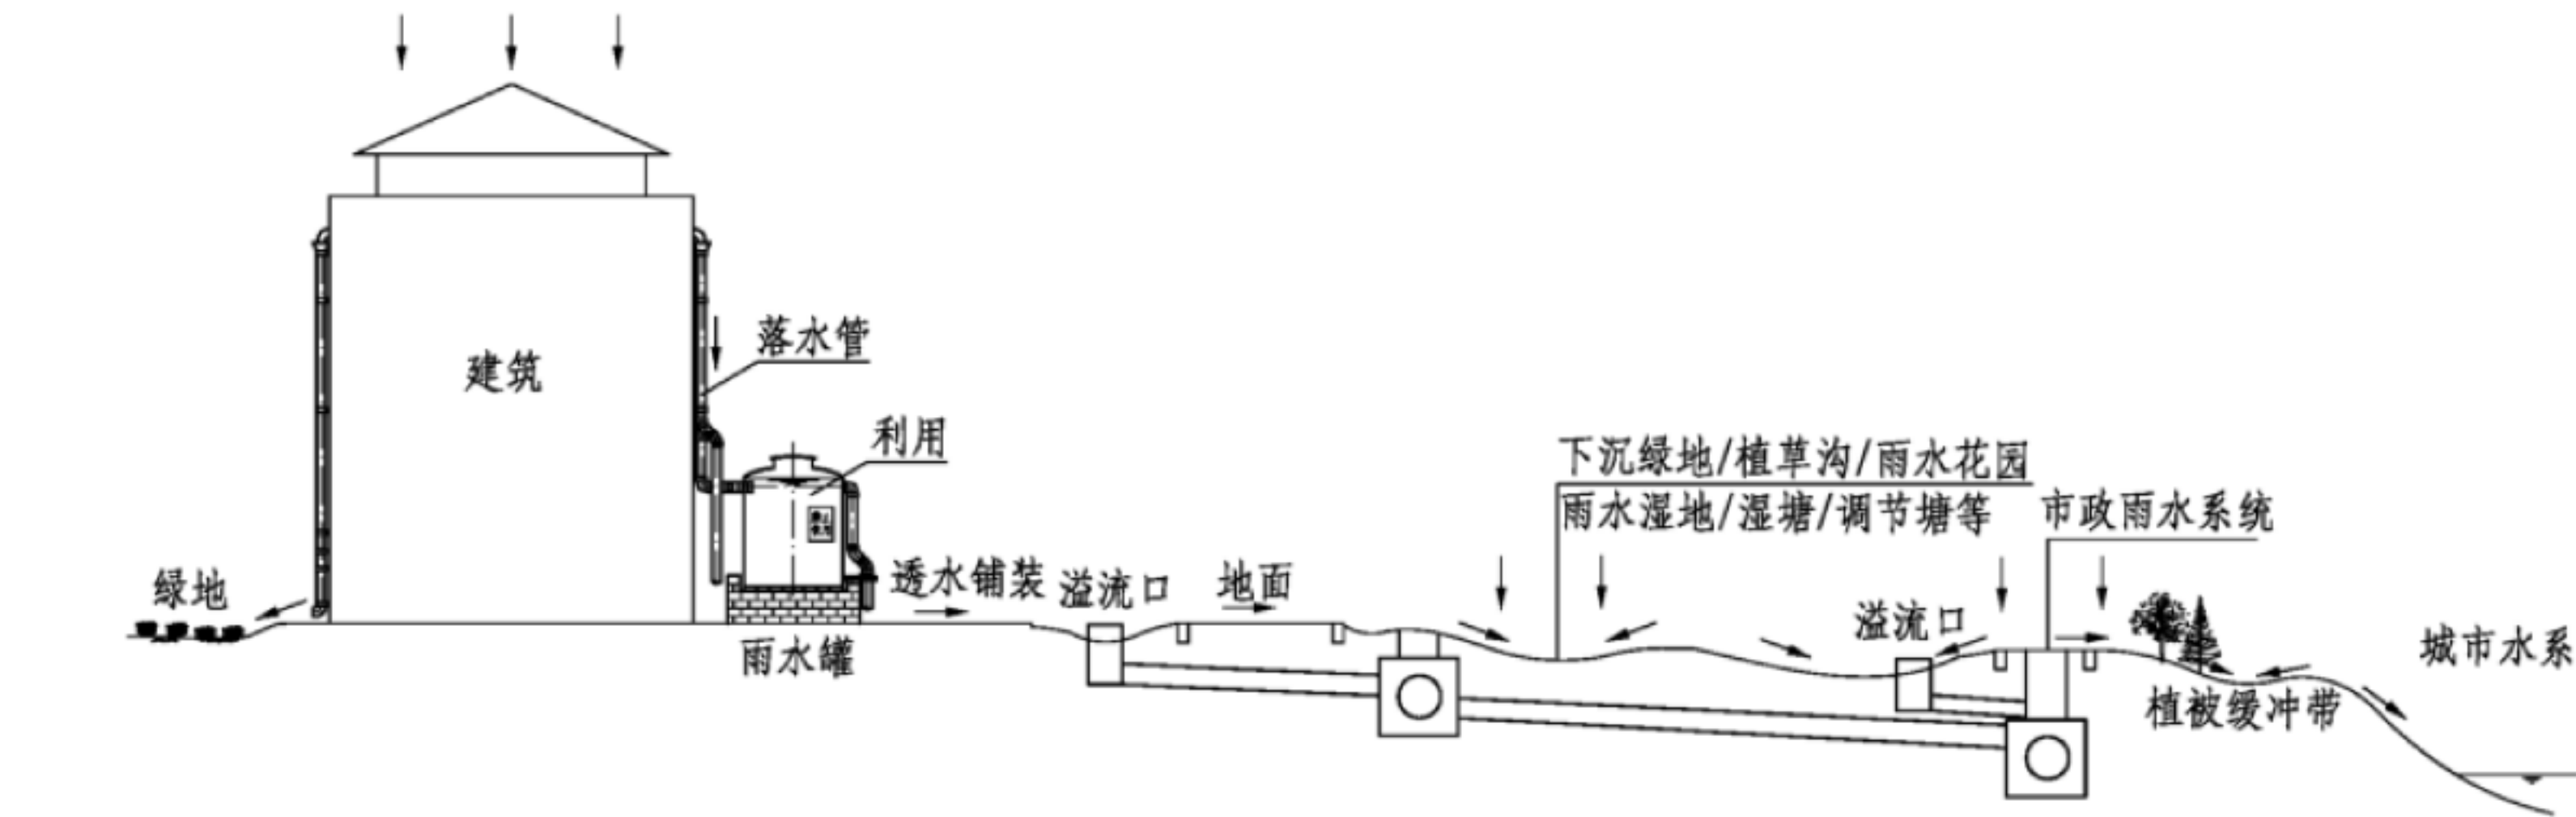 建筑
落水管
利用
绿地
雨水罐
透水铺装
溢流口
地面
下沉绿地/植草沟/雨水花园
雨水湿地/湿塘/调节塘等
市政雨水系统
溢流口
植被缓冲带
城市水系